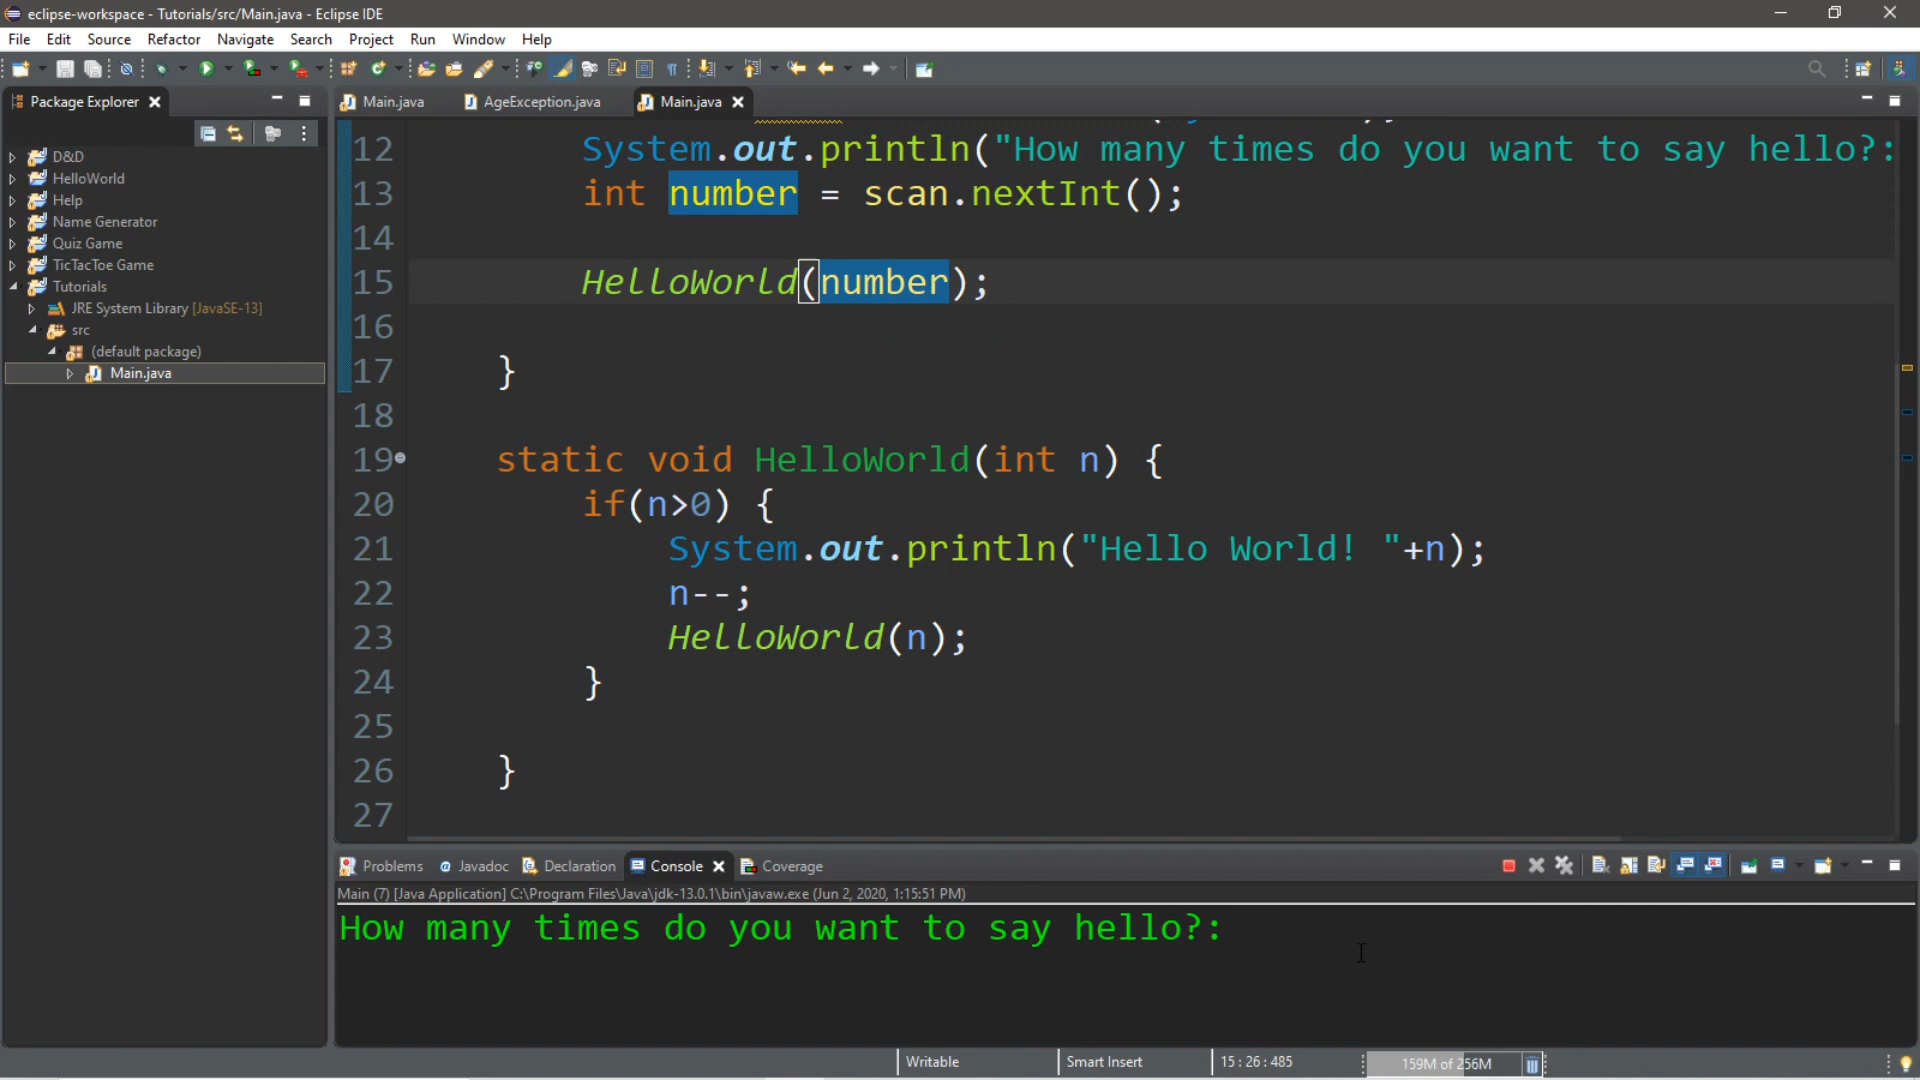 eclipse-workspace - Tutorials/src/Main.java - Eclipse IDE
File Edit Source Refactor Navigate Search Project Run Window Help
Package Explorer
D&D
HelloWorld
Help
Name Generator
Quiz Game
TicTacToe Game
Tutorials
JRE System Library [JavaSE-13]
src
(default package)
Main.java
Main.java AgeException.java Main.java
12 System.out.println("How many times do you want to say hello?:
13 int number = scan.nextInt();
14
15 HelloWorld(number);
16
17 }
18
19 static void HelloWorld(int n) {
20 if(n>0) {
21 System.out.println("Hello World! "+n);
22 n--;
23 HelloWorld(n);
24 }
25
26 }
27
Problems Javadoc Declaration Console Coverage
Main (7) [Java Application] C:\Program Files\Java\jdk-13.0.1\bin\javaw.exe (Jun 2, 2020, 1:15:51 PM)
How many times do you want to say hello?:
Writable Smart Insert 15 : 26 : 485 159M of 256M